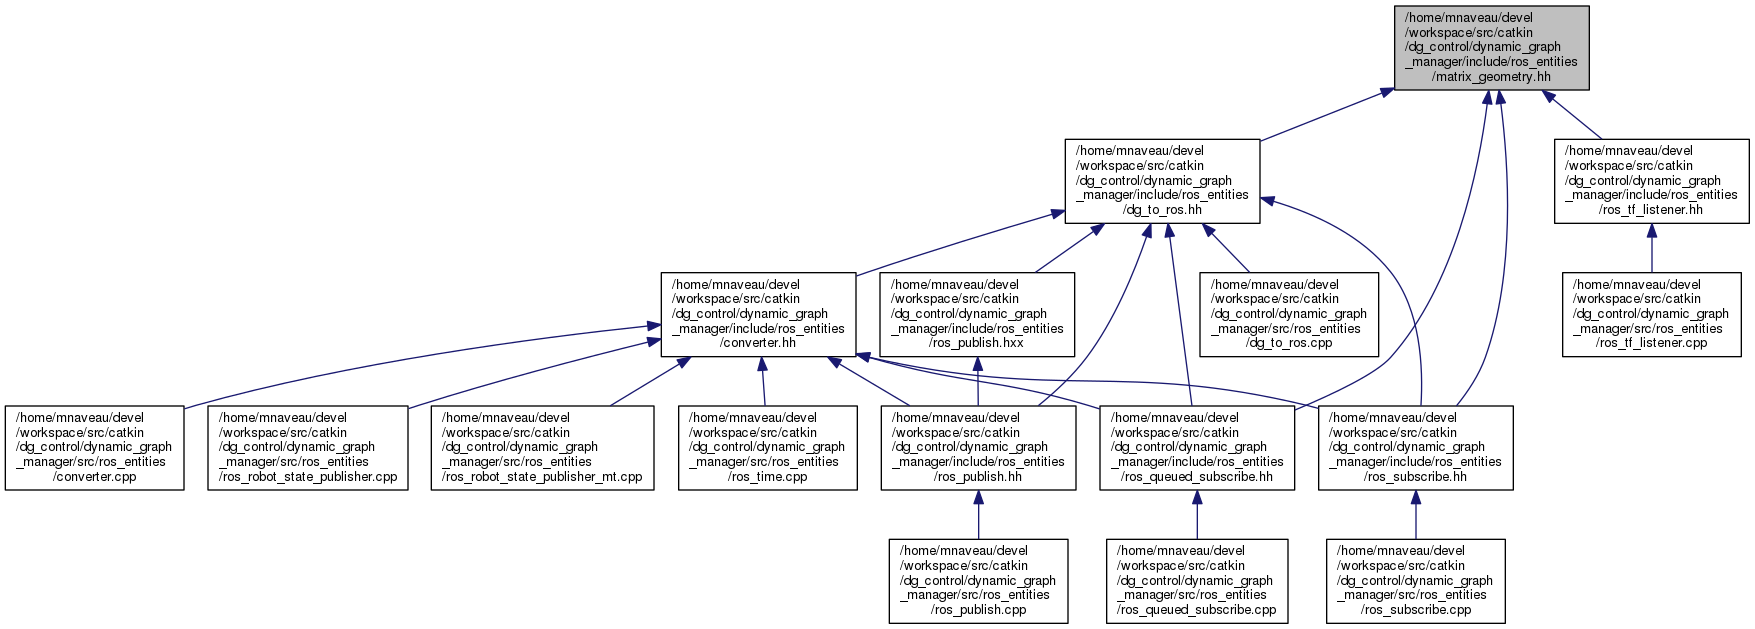 /home/mnaveau/devel
/workspace/src/catkin
/dg_control/dynamic_graph
_manager/include/ros_entities
/matrix_geometry.hh
/home/mnaveau/devel
/workspace/src/catkin
/dg_control/dynamic_graph
_manager/include/ros_entities
/dg_to_ros.hh
/home/mnaveau/devel
/workspace/src/catkin
/dg_control/dynamic_graph
_manager/include/ros_entities
/ros_tf_listener.hh
/home/mnaveau/devel
/workspace/src/catkin
/dg_control/dynamic_graph
_manager/include/ros_entities
/converter.hh
/home/mnaveau/devel
/workspace/src/catkin
/dg_control/dynamic_graph
_manager/include/ros_entities
/ros_publish.hxx
/home/mnaveau/devel
/workspace/src/catkin
/dg_control/dynamic_graph
_manager/src/ros_entities
/dg_to_ros.cpp
/home/mnaveau/devel
/workspace/src/catkin
/dg_control/dynamic_graph
_manager/src/ros_entities
/ros_tf_listener.cpp
/home/mnaveau/devel
/workspace/src/catkin
/dg_control/dynamic_graph
_manager/src/ros_entities
/converter.cpp
/home/mnaveau/devel
/workspace/src/catkin
/dg_control/dynamic_graph
_manager/src/ros_entities
/ros_robot_state_publisher.cpp
/home/mnaveau/devel
/workspace/src/catkin
/dg_control/dynamic_graph
_manager/src/ros_entities
/ros_robot_state_publisher_mt.cpp
/home/mnaveau/devel
/workspace/src/catkin
/dg_control/dynamic_graph
_manager/src/ros_entities
/ros_time.cpp
/home/mnaveau/devel
/workspace/src/catkin
/dg_control/dynamic_graph
_manager/include/ros_entities
/ros_publish.hh
/home/mnaveau/devel
/workspace/src/catkin
/dg_control/dynamic_graph
_manager/include/ros_entities
/ros_queued_subscribe.hh
/home/mnaveau/devel
/workspace/src/catkin
/dg_control/dynamic_graph
_manager/include/ros_entities
/ros_subscribe.hh
/home/mnaveau/devel
/workspace/src/catkin
/dg_control/dynamic_graph
_manager/src/ros_entities
/ros_publish.cpp
/home/mnaveau/devel
/workspace/src/catkin
/dg_control/dynamic_graph
_manager/src/ros_entities
/ros_queued_subscribe.cpp
/home/mnaveau/devel
/workspace/src/catkin
/dg_control/dynamic_graph
_manager/src/ros_entities
/ros_subscribe.cpp